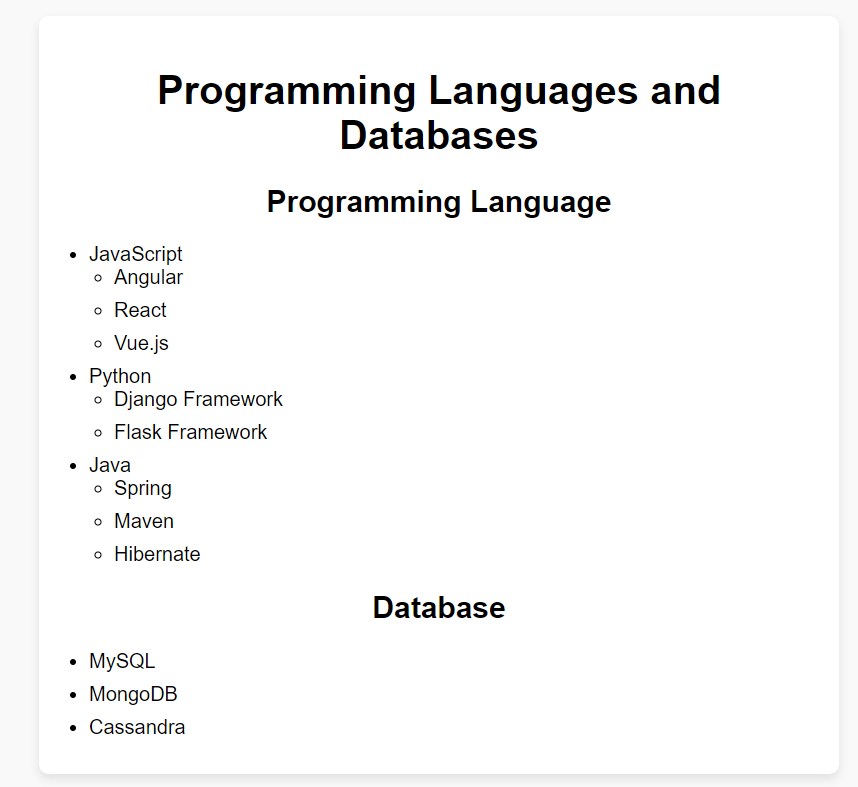 Programming Languages and
Databases
Programming Language
JavaScript
Angular
React
Vue.js
Python
Django Framework
Flask Framework
Java
Spring
Maven
Hibernate
Database
MySQL
MongoDB
Cassandra